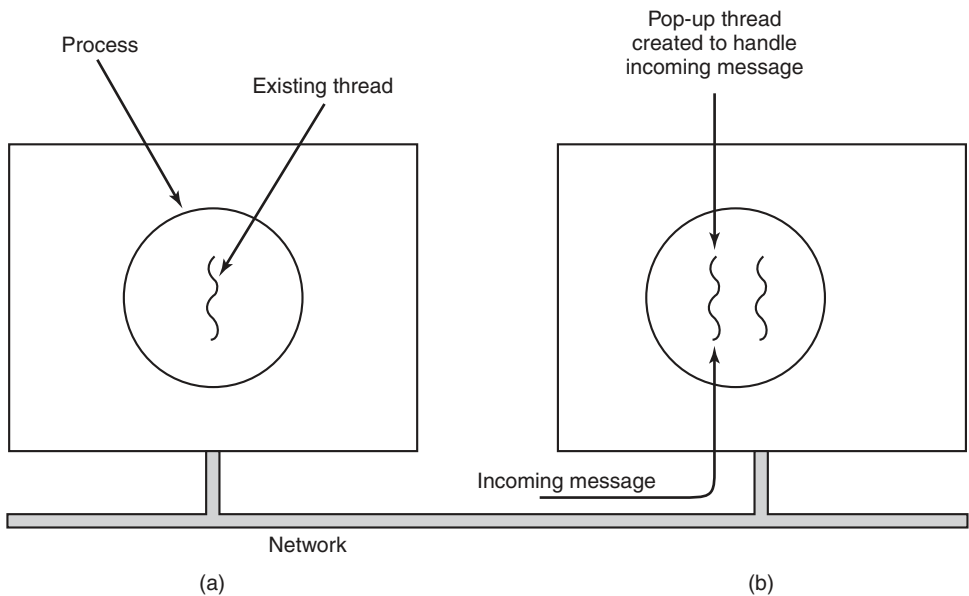 Process
Existing thread
Pop-up thread
created to handle
incoming message
Incoming message
Network
(a)
(b)